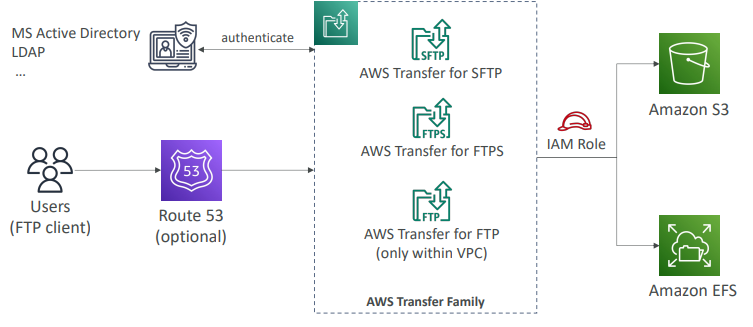 MS Active Directory
LDAP
...
authenticate
SFTP
AWS Transfer for SFTP
FTPS
AWS Transfer for FTPS
FTP
AWS Transfer for FTP
(only within VPC)
AWS Transfer Family
Users
(FTP client)
53
Route 53
(optional)
IAM Role
Amazon S3
Amazon EFS